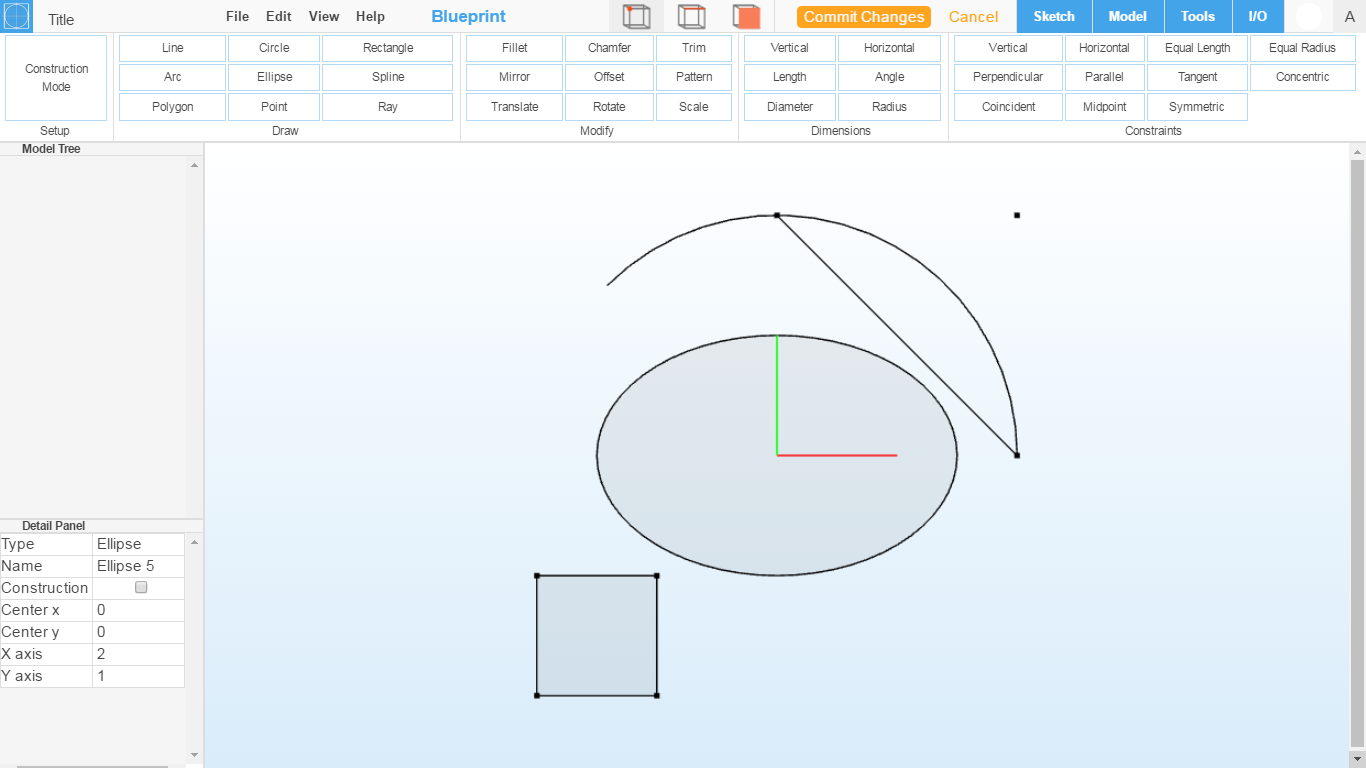 Title File Edit View Help Blueprint Commit Changes Cancel Sketch Model Tools I/O A
Construction
Mode
Setup
Line Circle Rectangle
Arc Ellipse Spline
Polygon Point Ray
Draw
Fillet Chamfer Trim
Mirror Offset Pattern
Translate Rotate Scale
Modify
Vertical Horizontal
Length Angle
Diameter Radius
Dimensions
Vertical Horizontal Equal Length Equal Radius
Perpendicular Parallel Tangent Concentric
Coincident Midpoint Symmetric
Constraints
Model Tree
Detail Panel
Type Ellipse
Name Ellipse 5
Construction
Center x 0
Center y 0
X axis 2
Y axis 1